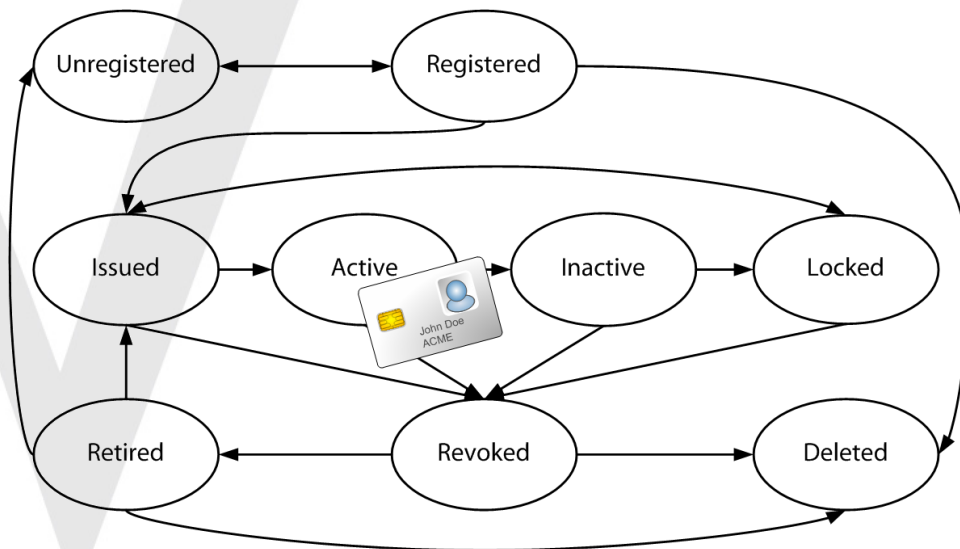 Unregistered
Registered
Issued
Active
Inactive
Locked
John Doe
ACME
Retired
Revoked
Deleted